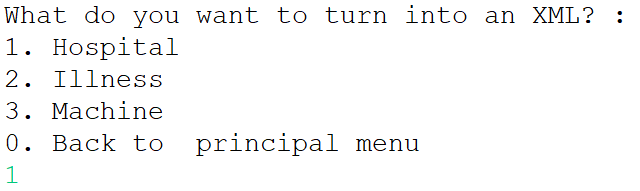 What do you want to turn into an XML? :
1. Hospital
2. Illness
3. Machine
0. Back to  principal menu
1